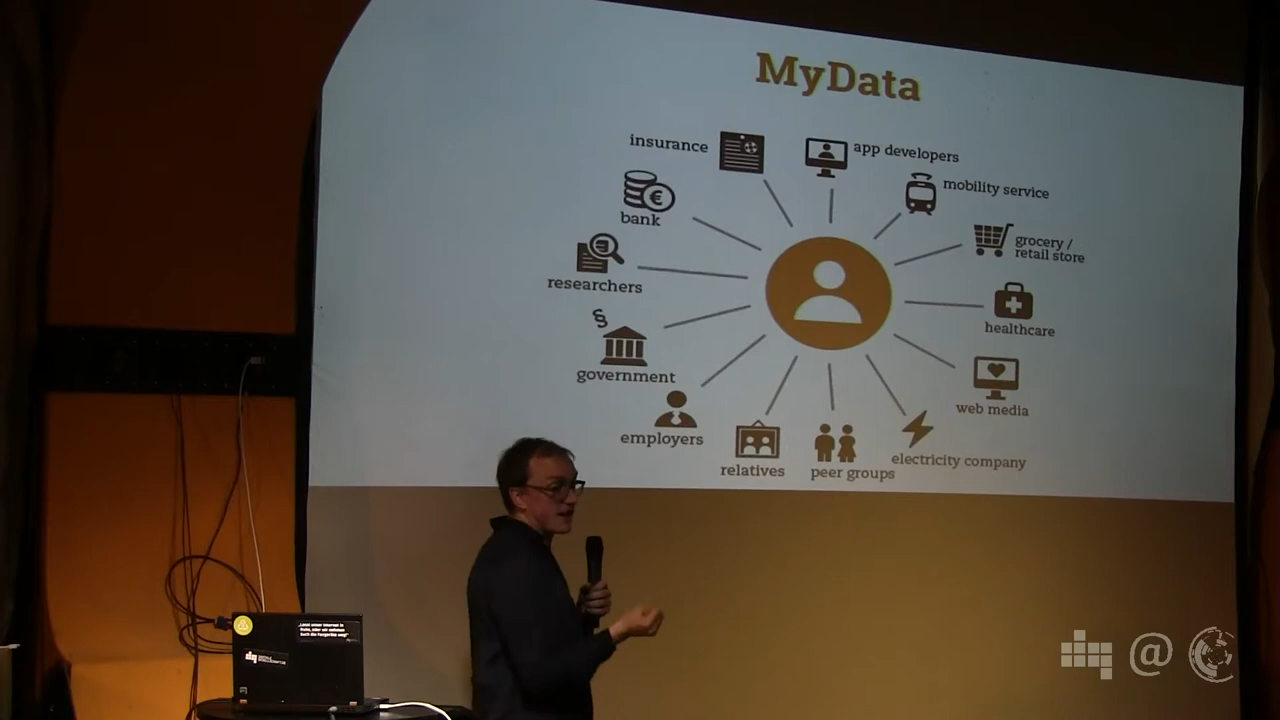 MyData
insurance
app developers
mobility service
bank
grocery /
retail store
researchers
healthcare
government
web media
employers
electricity company
relatives
peer groups
§
€
@